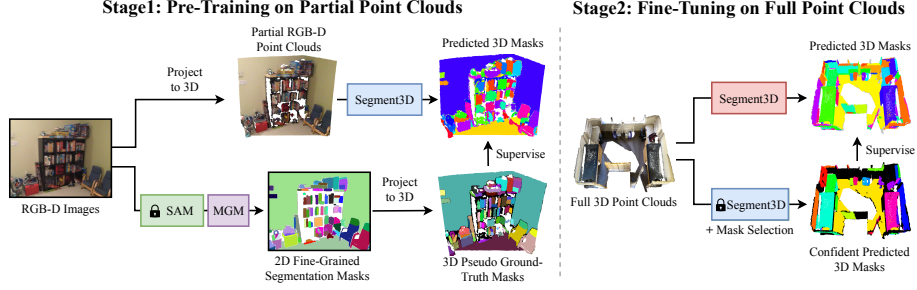 Stage1: Pre-Training on Partial Point Clouds
Partial RGB-D
Point Clouds
Predicted 3D Masks
Project
to 3D
Segment3D
RGB-D Images
Supervise
SAM
MGM
Project
to 3D
2D Fine-Grained
Segmentation Masks
3D Pseudo Ground-
Truth Masks
Stage2: Fine-Tuning on Full Point Clouds
Predicted 3D Masks
Segment3D
Full 3D Point Clouds
Supervise
Segment3D
+ Mask Selection
Confident Predicted
3D Masks